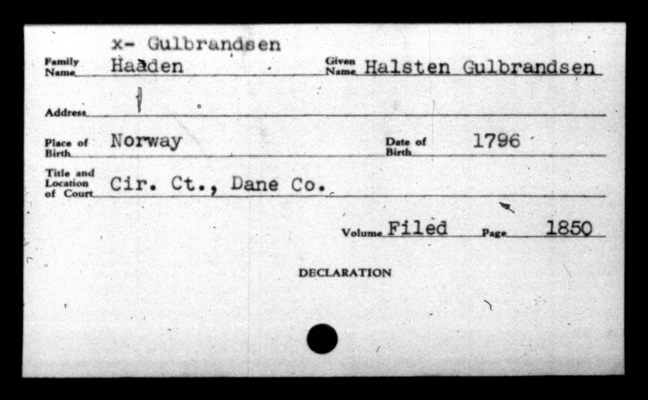 x- Gulbrandsen
Family Name Haaden Given Name Halsten Gulbrandsen
Address
Place of Birth Norway Date of Birth 1796
Title and Location of Court Cir. Ct., Dane Co.
Volume Filed Page 1850
DECLARATION